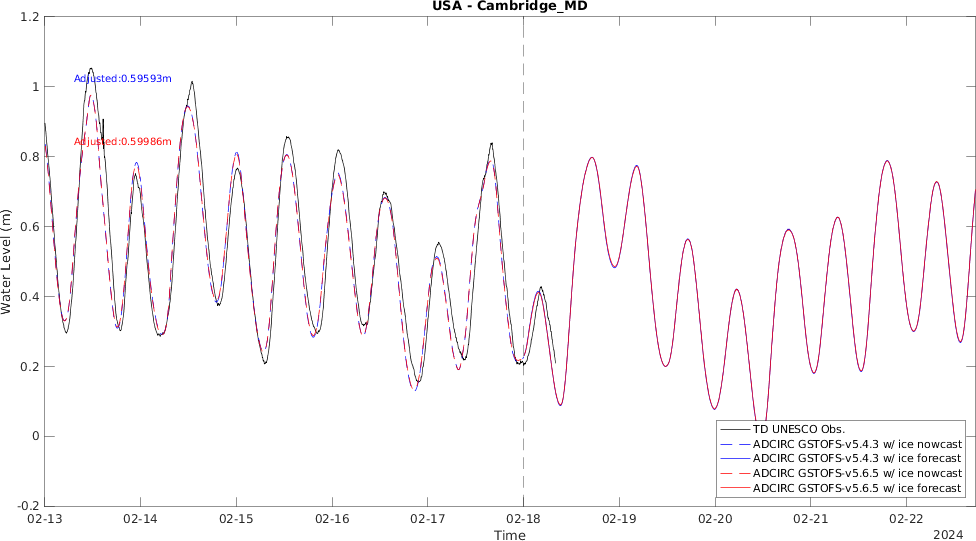 USA - Cambridge_MD
1.2
1
0.8
0.6
0.4
0.2
0
-0.2
Water Level (m)
Adjusted:0.59593m
Adjusted:0.59986m
TD UNESCO Obs.
ADCIRC GSTOFS-v5.4.3 w/ ice nowcast
ADCIRC GSTOFS-v5.4.3 w/ ice forecast
ADCIRC GSTOFS-v5.6.5 w/ ice nowcast
ADCIRC GSTOFS-v5.6.5 w/ ice forecast
02-13 02-14 02-15 02-16 02-17 02-18 02-19 02-20 02-21 02-22
Time
2024